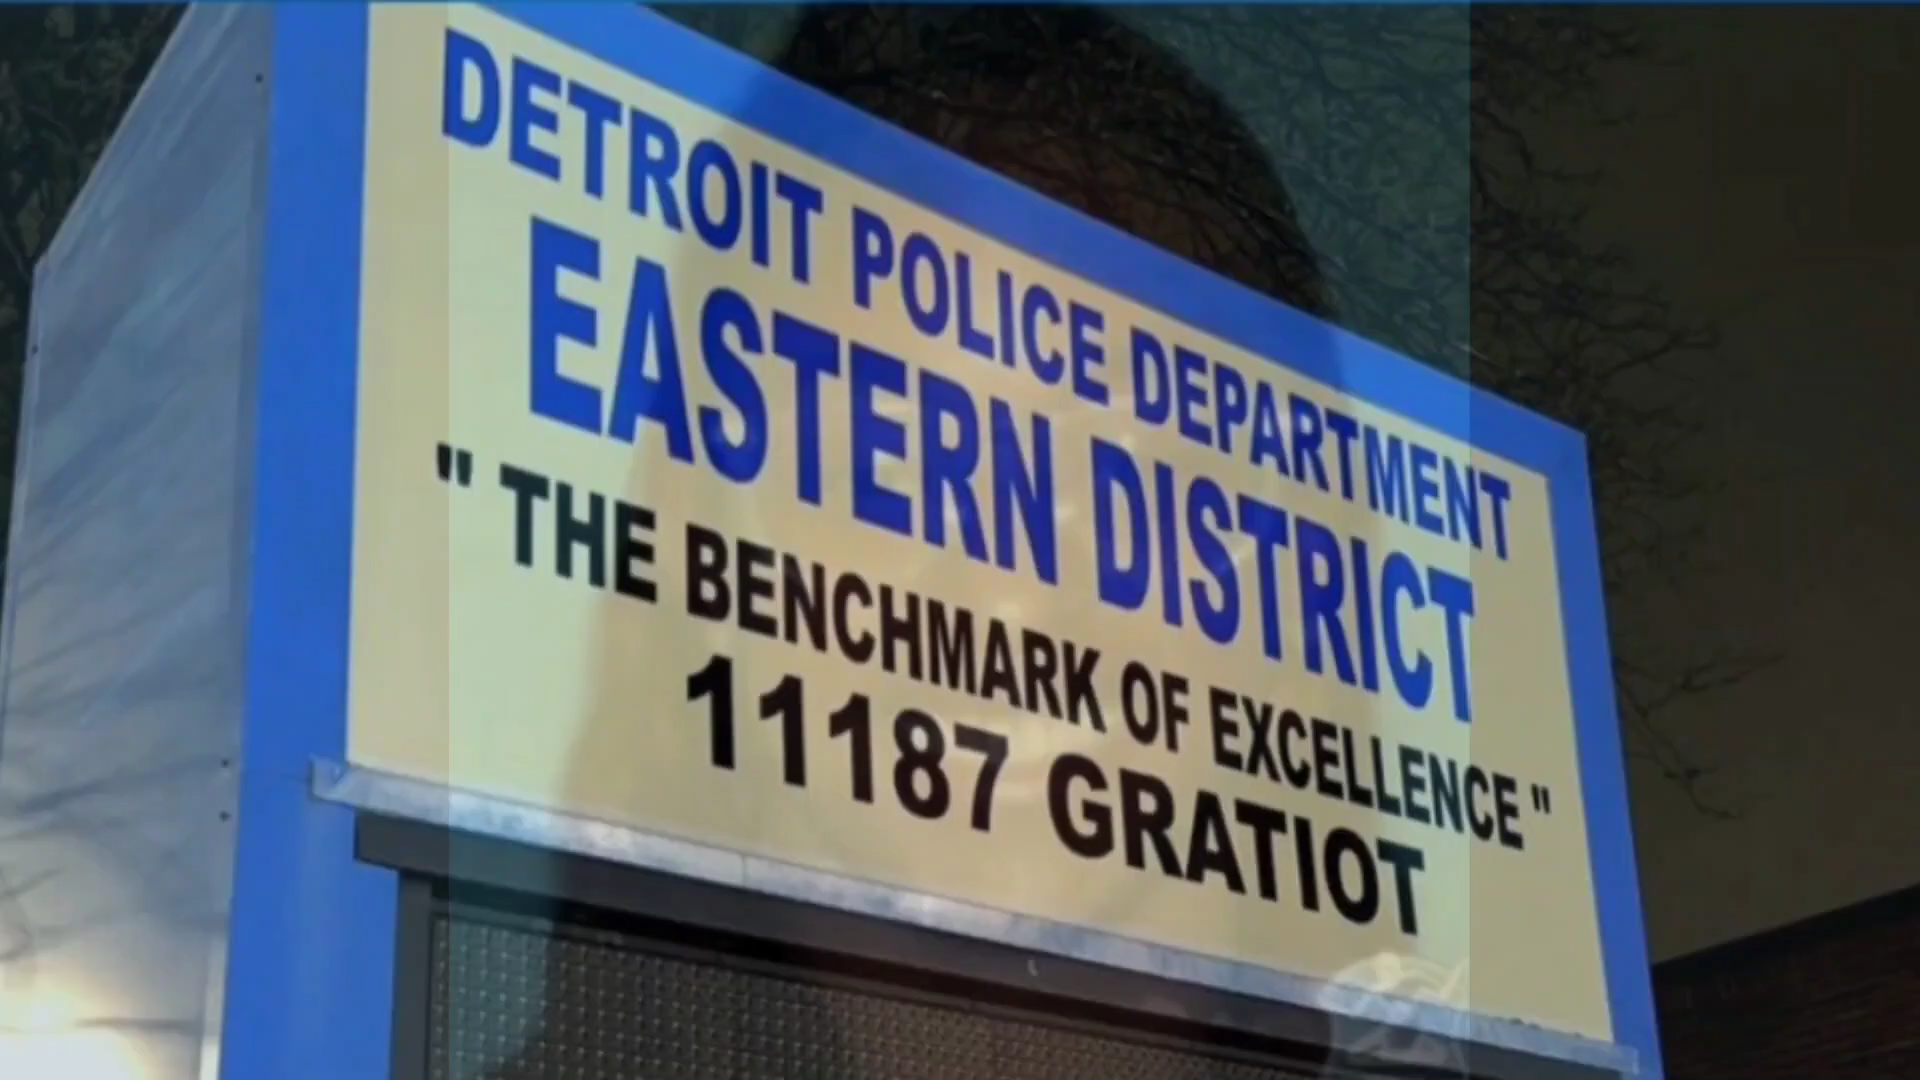 DETROIT POLICE DEPARTMENT
EASTERN DISTRICT
" THE BENCHMARK OF EXCELLENCE "
11187 GRATIOT